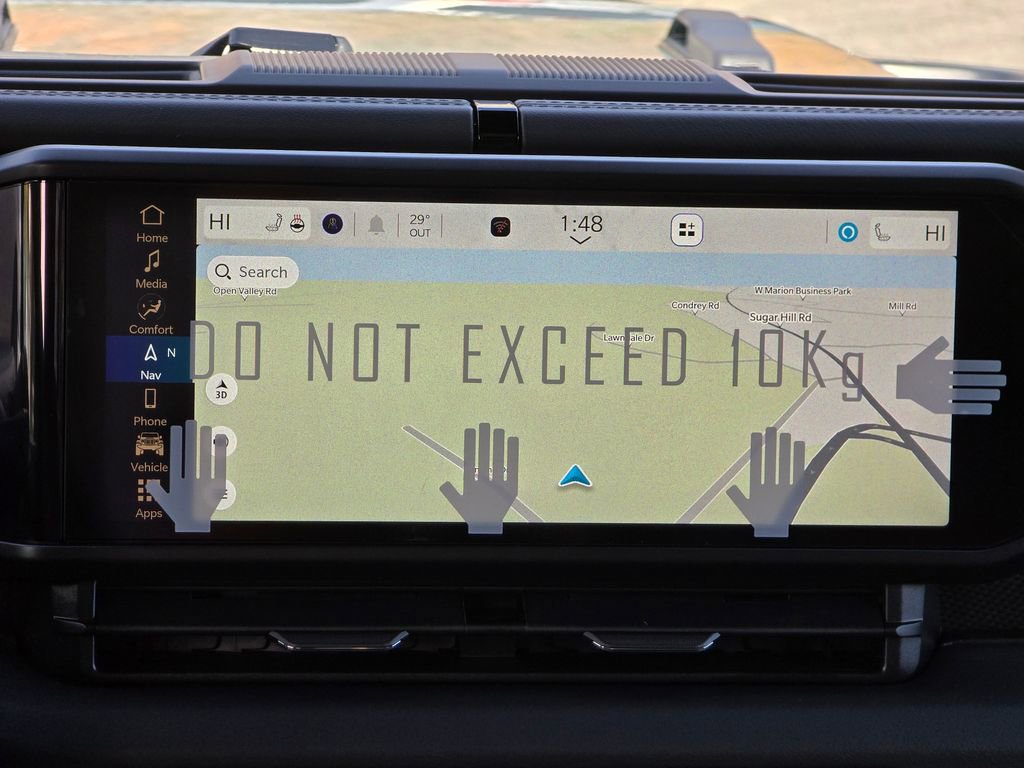 Home
Media
Comfort
N
Nav
Phone
Vehicle
Apps
HI
29°
OUT
1:48
HI
Search
Open Valley Rd
W Marion Business Park
Condrey Rd
Mill Rd
Sugar Hill Rd
Lawndale Dr
DO NOT EXCEED 10Kg
3D